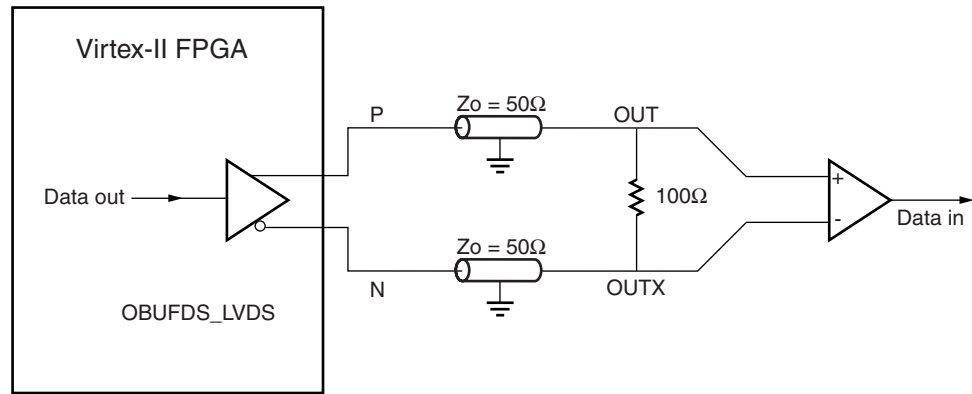 Virtex-II FPGA
Zo = 50Ω
P
OUT
+
Data out
100Ω
-
Data in
Zo = 50Ω
N
OUTX
OBUFDS_LVDS